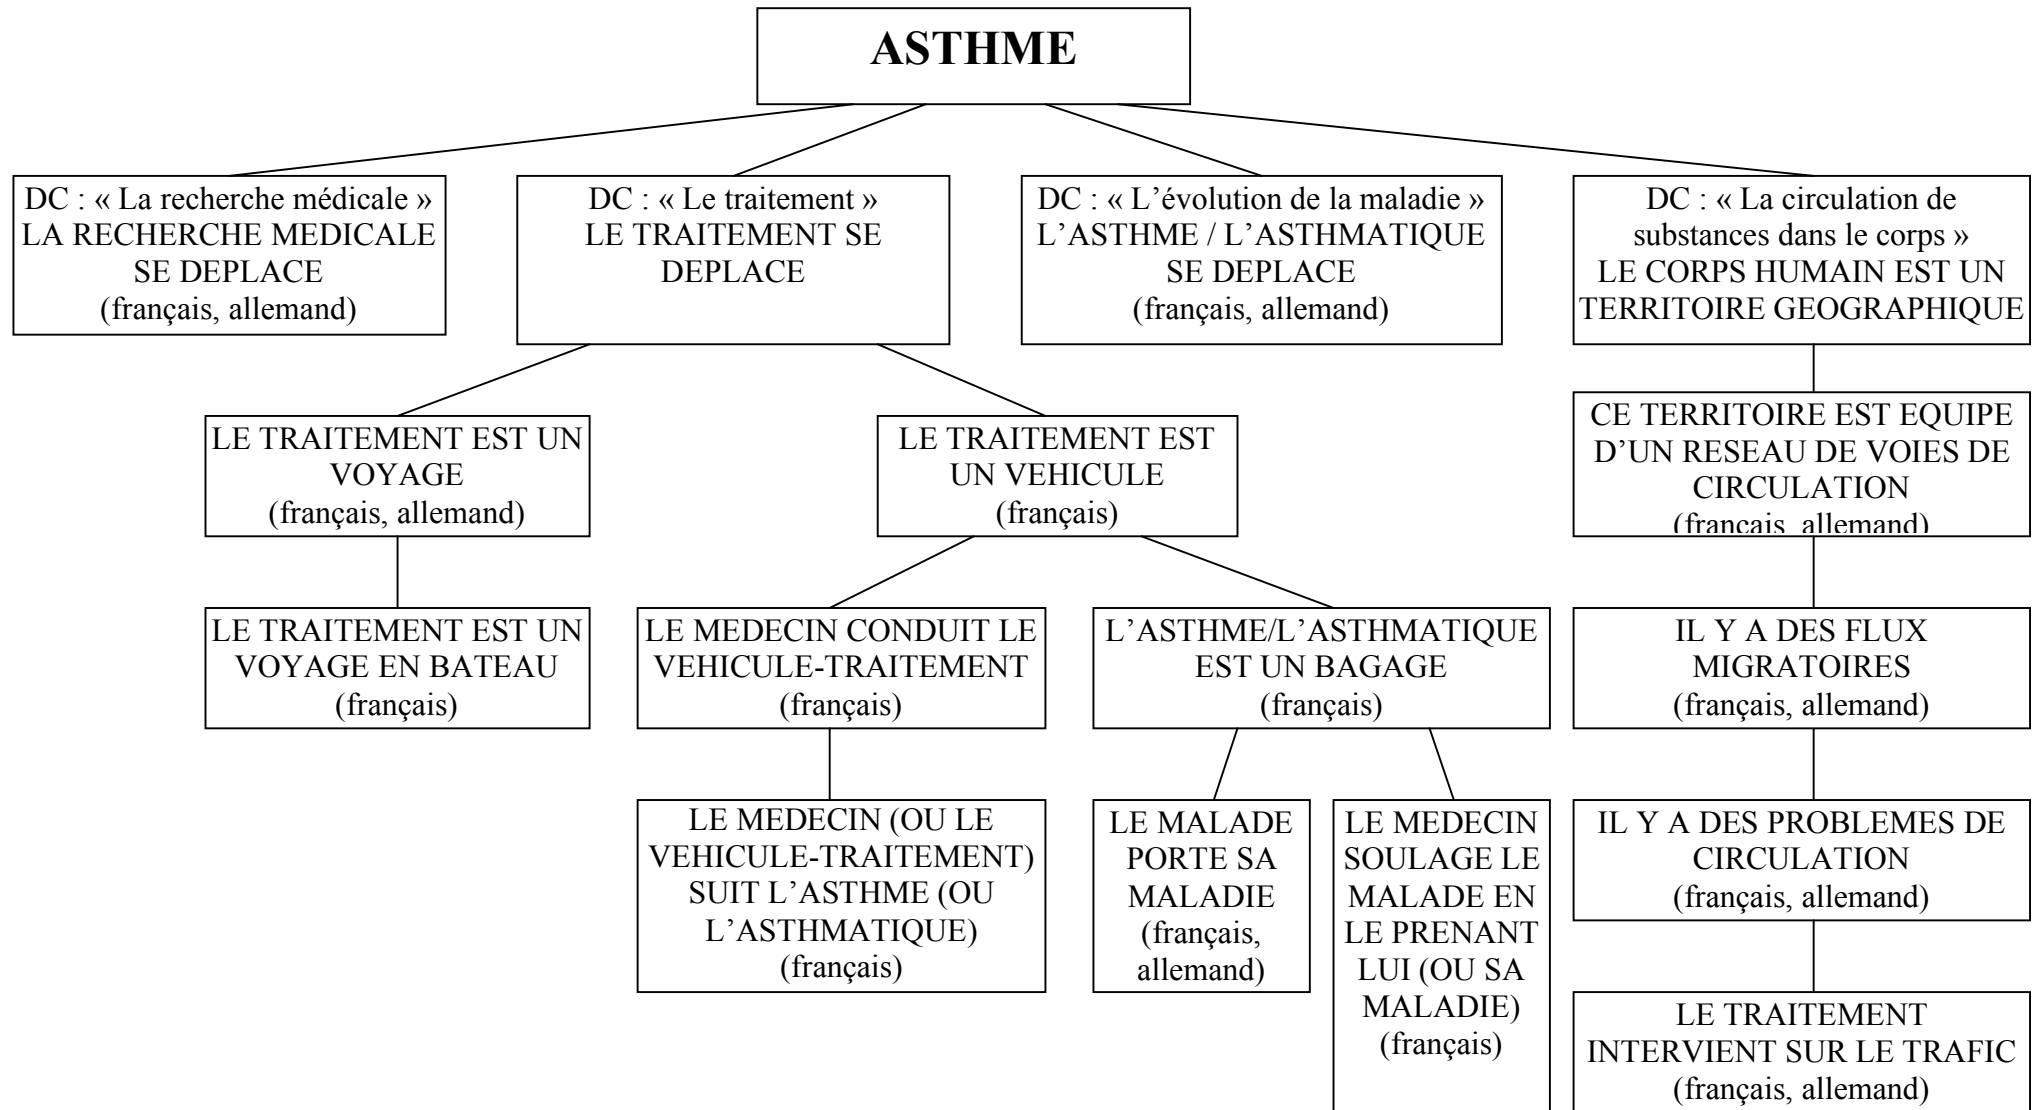 ASTHME
DC : « La recherche médicale »
LA RECHERCHE MEDICALE
SE DEPLACE
(français, allemand)
DC : « Le traitement »
LE TRAITEMENT SE
DEPLACE
DC : « L’évolution de la maladie »
L’ASTHME / L’ASTHMATIQUE
SE DEPLACE
(français, allemand)
DC : « La circulation de
substances dans le corps »
LE CORPS HUMAIN EST UN
TERRITOIRE GEOGRAPHIQUE
LE TRAITEMENT EST UN
VOYAGE
(français, allemand)
LE TRAITEMENT EST
UN VEHICULE
(français)
CE TERRITOIRE EST EQUIPE
D’UN RESEAU DE VOIES DE
CIRCULATION
(français, allemand)
LE TRAITEMENT EST UN
VOYAGE EN BATEAU
(français)
LE MEDECIN CONDUIT LE
VEHICULE-TRAITEMENT
(français)
L’ASTHME/L’ASTHMATIQUE
EST UN BAGAGE
(français)
IL Y A DES FLUX
MIGRATOIRES
(français, allemand)
LE MEDECIN (OU LE
VEHICULE-TRAITEMENT)
SUIT L’ASTHME (OU
L’ASTHMATIQUE)
(français)
LE MALADE
PORTE SA
MALADIE
(français,
allemand)
LE MEDECIN
SOULAGE LE
MALADE EN
LE PRENANT
LUI (OU SA
MALADIE)
(français)
IL Y A DES PROBLEMES DE
CIRCULATION
(français, allemand)
LE TRAITEMENT
INTERVIENT SUR LE TRAFIC
(français, allemand)